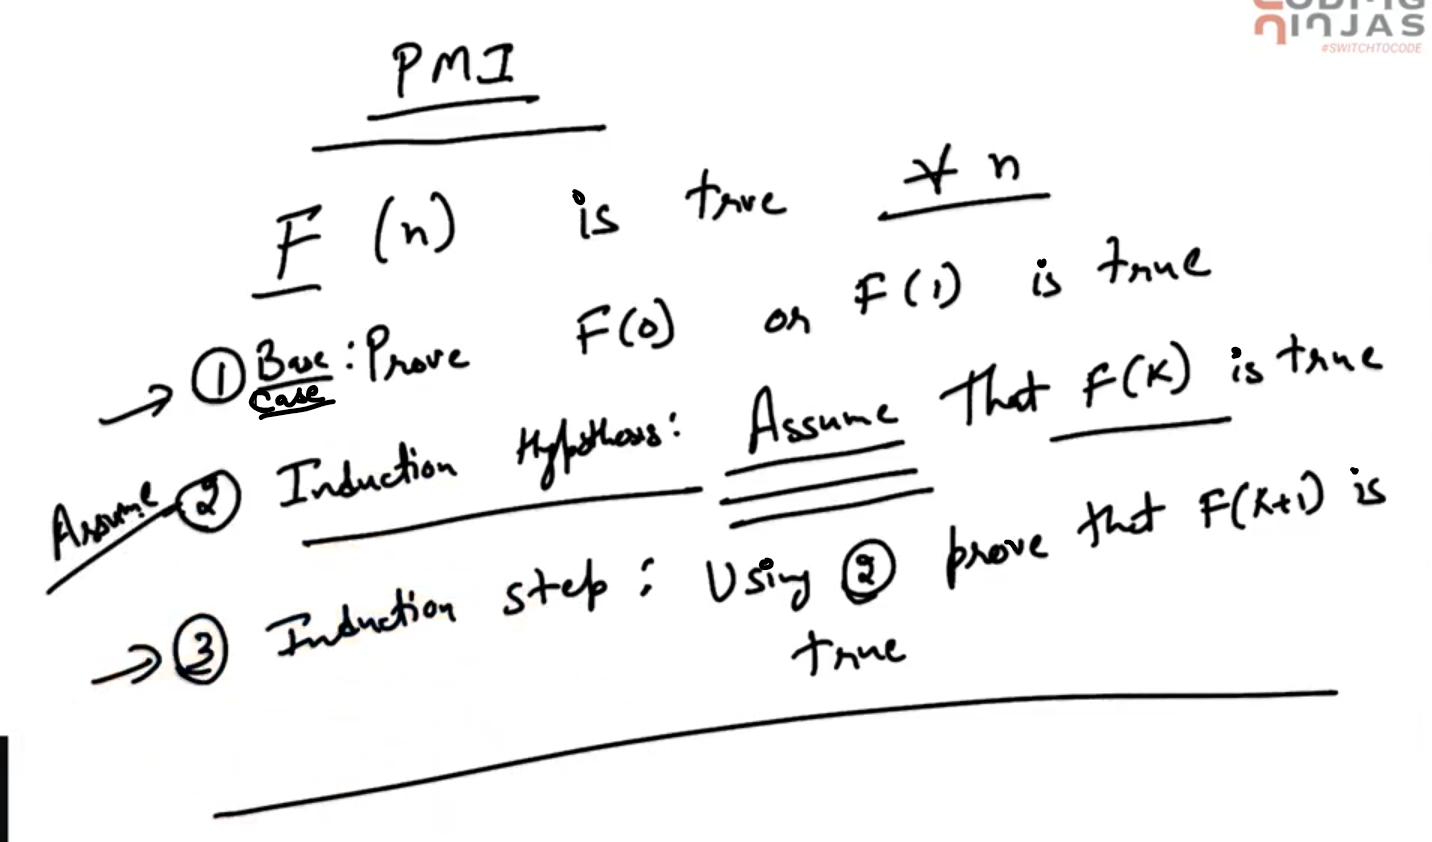 CODING
NINJAS
#SWITCHTOCODE
PMI
F (n) is true ∀ n
① Base Case : Prove F(0) or F(1) is true
Assume ② Induction Hypothesis: Assume that F(K) is true
③ Induction step : Using ② prove that F(K+1) is
true